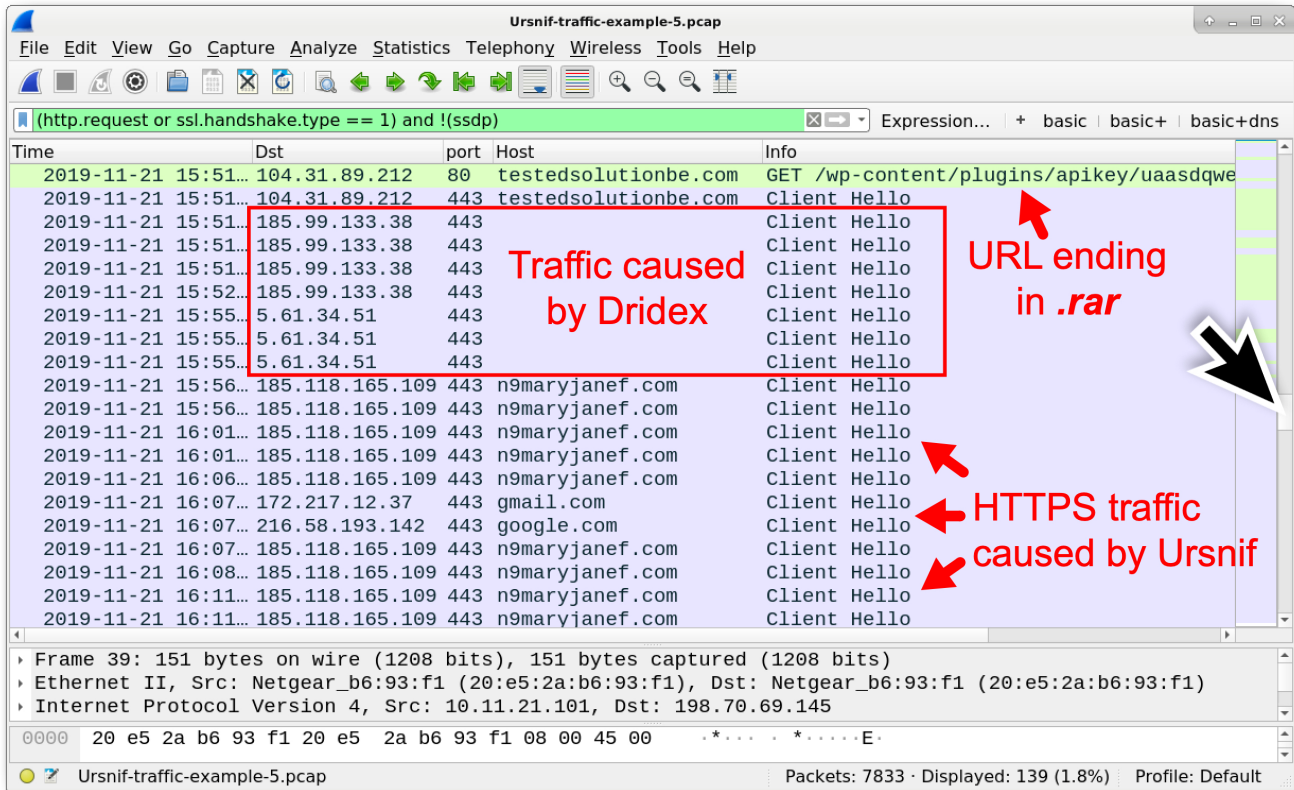 Ursnif-traffic-example-5.pcap
File Edit View Go Capture Analyze Statistics Telephony Wireless Tools Help
(http.request or ssl.handshake.type == 1) and !(ssdp) Expression… + basic basic+ basic+dns
Time Dst port Host Info
2019-11-21 15:51… 104.31.89.212 80 testedsolutionbe.com GET /wp-content/plugins/apikey/uaasdqwe
2019-11-21 15:51… 104.31.89.212 443 testedsolutionbe.com Client Hello
2019-11-21 15:51… 185.99.133.38 443 Client Hello
2019-11-21 15:51… 185.99.133.38 443 Client Hello
2019-11-21 15:51… 185.99.133.38 443 Client Hello
2019-11-21 15:52… 185.99.133.38 443 Client Hello
2019-11-21 15:55… 5.61.34.51 443 Client Hello
2019-11-21 15:55… 5.61.34.51 443 Client Hello
2019-11-21 15:55… 5.61.34.51 443 Client Hello
2019-11-21 15:56… 185.118.165.109 443 n9maryjanef.com Client Hello
2019-11-21 15:56… 185.118.165.109 443 n9maryjanef.com Client Hello
2019-11-21 16:01… 185.118.165.109 443 n9maryjanef.com Client Hello
2019-11-21 16:01… 185.118.165.109 443 n9maryjanef.com Client Hello
2019-11-21 16:06… 185.118.165.109 443 n9maryjanef.com Client Hello
2019-11-21 16:07… 172.217.12.37 443 gmail.com Client Hello
2019-11-21 16:07… 216.58.193.142 443 google.com Client Hello
2019-11-21 16:07… 185.118.165.109 443 n9maryjanef.com Client Hello
2019-11-21 16:08… 185.118.165.109 443 n9maryjanef.com Client Hello
2019-11-21 16:11… 185.118.165.109 443 n9maryjanef.com Client Hello
2019-11-21 16:11… 185.118.165.109 443 n9maryjanef.com Client Hello
Traffic caused
by Dridex
URL ending
in .rar
HTTPS traffic
caused by Ursnif
Frame 39: 151 bytes on wire (1208 bits), 151 bytes captured (1208 bits)
Ethernet II, Src: Netgear_b6:93:f1 (20:e5:2a:b6:93:f1), Dst: Netgear_b6:93:f1 (20:e5:2a:b6:93:f1)
Internet Protocol Version 4, Src: 10.11.21.101, Dst: 198.70.69.145
0000 20 e5 2a b6 93 f1 20 e5 2a b6 93 f1 08 00 45 00 ·*··· · *·····E·
Ursnif-traffic-example-5.pcap Packets: 7833 · Displayed: 139 (1.8%) Profile: Default